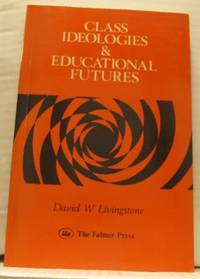 CLASS
IDEOLOGIES
&
EDUCATIONAL
FUTURES
David W Livingstone
The Falmer Press